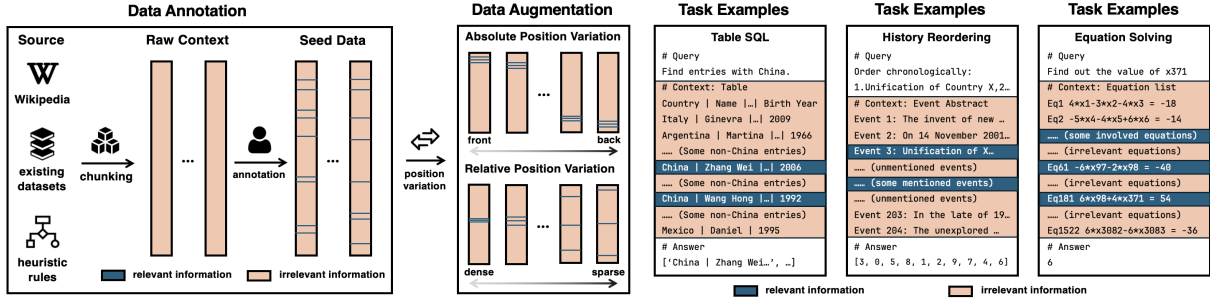 Data Annotation
Source
Raw Context
Seed Data
W
Wikipedia
existing
datasets
heuristic
rules
chunking
...
annotation
...
relevant information
irrelevant information
position
variation
Data Augmentation
Absolute Position Variation
...
front
back
Relative Position Variation
...
dense
sparse
Task Examples
Table SQL
# Query
Find entries with China.
# Context: Table
Country | Name |…| Birth Year
Italy | Ginevra |…| 2009
Argentina | Martina |…| 1966
…… (Some non-China entries)
China | Zhang Wei |…| 2006
…… (Some non-China entries)
China | Wang Hong |…| 1992
…… (Some non-China entries)
Mexico | Daniel | 1995
# Answer
[‘China | Zhang Wei…’, …]
Task Examples
History Reordering
# Query
Order chronologically:
1.Unification of Country X,2…
# Context: Event Abstract
Event 1: The invent of new …
Event 2: On 14 November 2001…
Event 3: Unification of X…
…… (unmentioned events)
…… (some mentioned events)
…… (unmentioned events)
Event 203: In the late of 19…
Event 204: The unexplored …
# Answer
[3, 0, 5, 8, 1, 2, 9, 7, 4, 6]
Task Examples
Equation Solving
# Query
Find out the value of x371
# Context: Equation list
Eq1 4*x1-3*x2-4*x3 = -18
Eq2 -5*x4-4*x5+6*x6 = -14
…… (some involved equations)
…… (irrelevant equations)
Eq61 -6*x97-2*x98 = -40
…… (irrelevant equations)
Eq181 6*x98+4*x371 = 54
…… (irrelevant equations)
Eq1522 6*x3082-6*x3083 = -36
# Answer
6
relevant information
irrelevant information